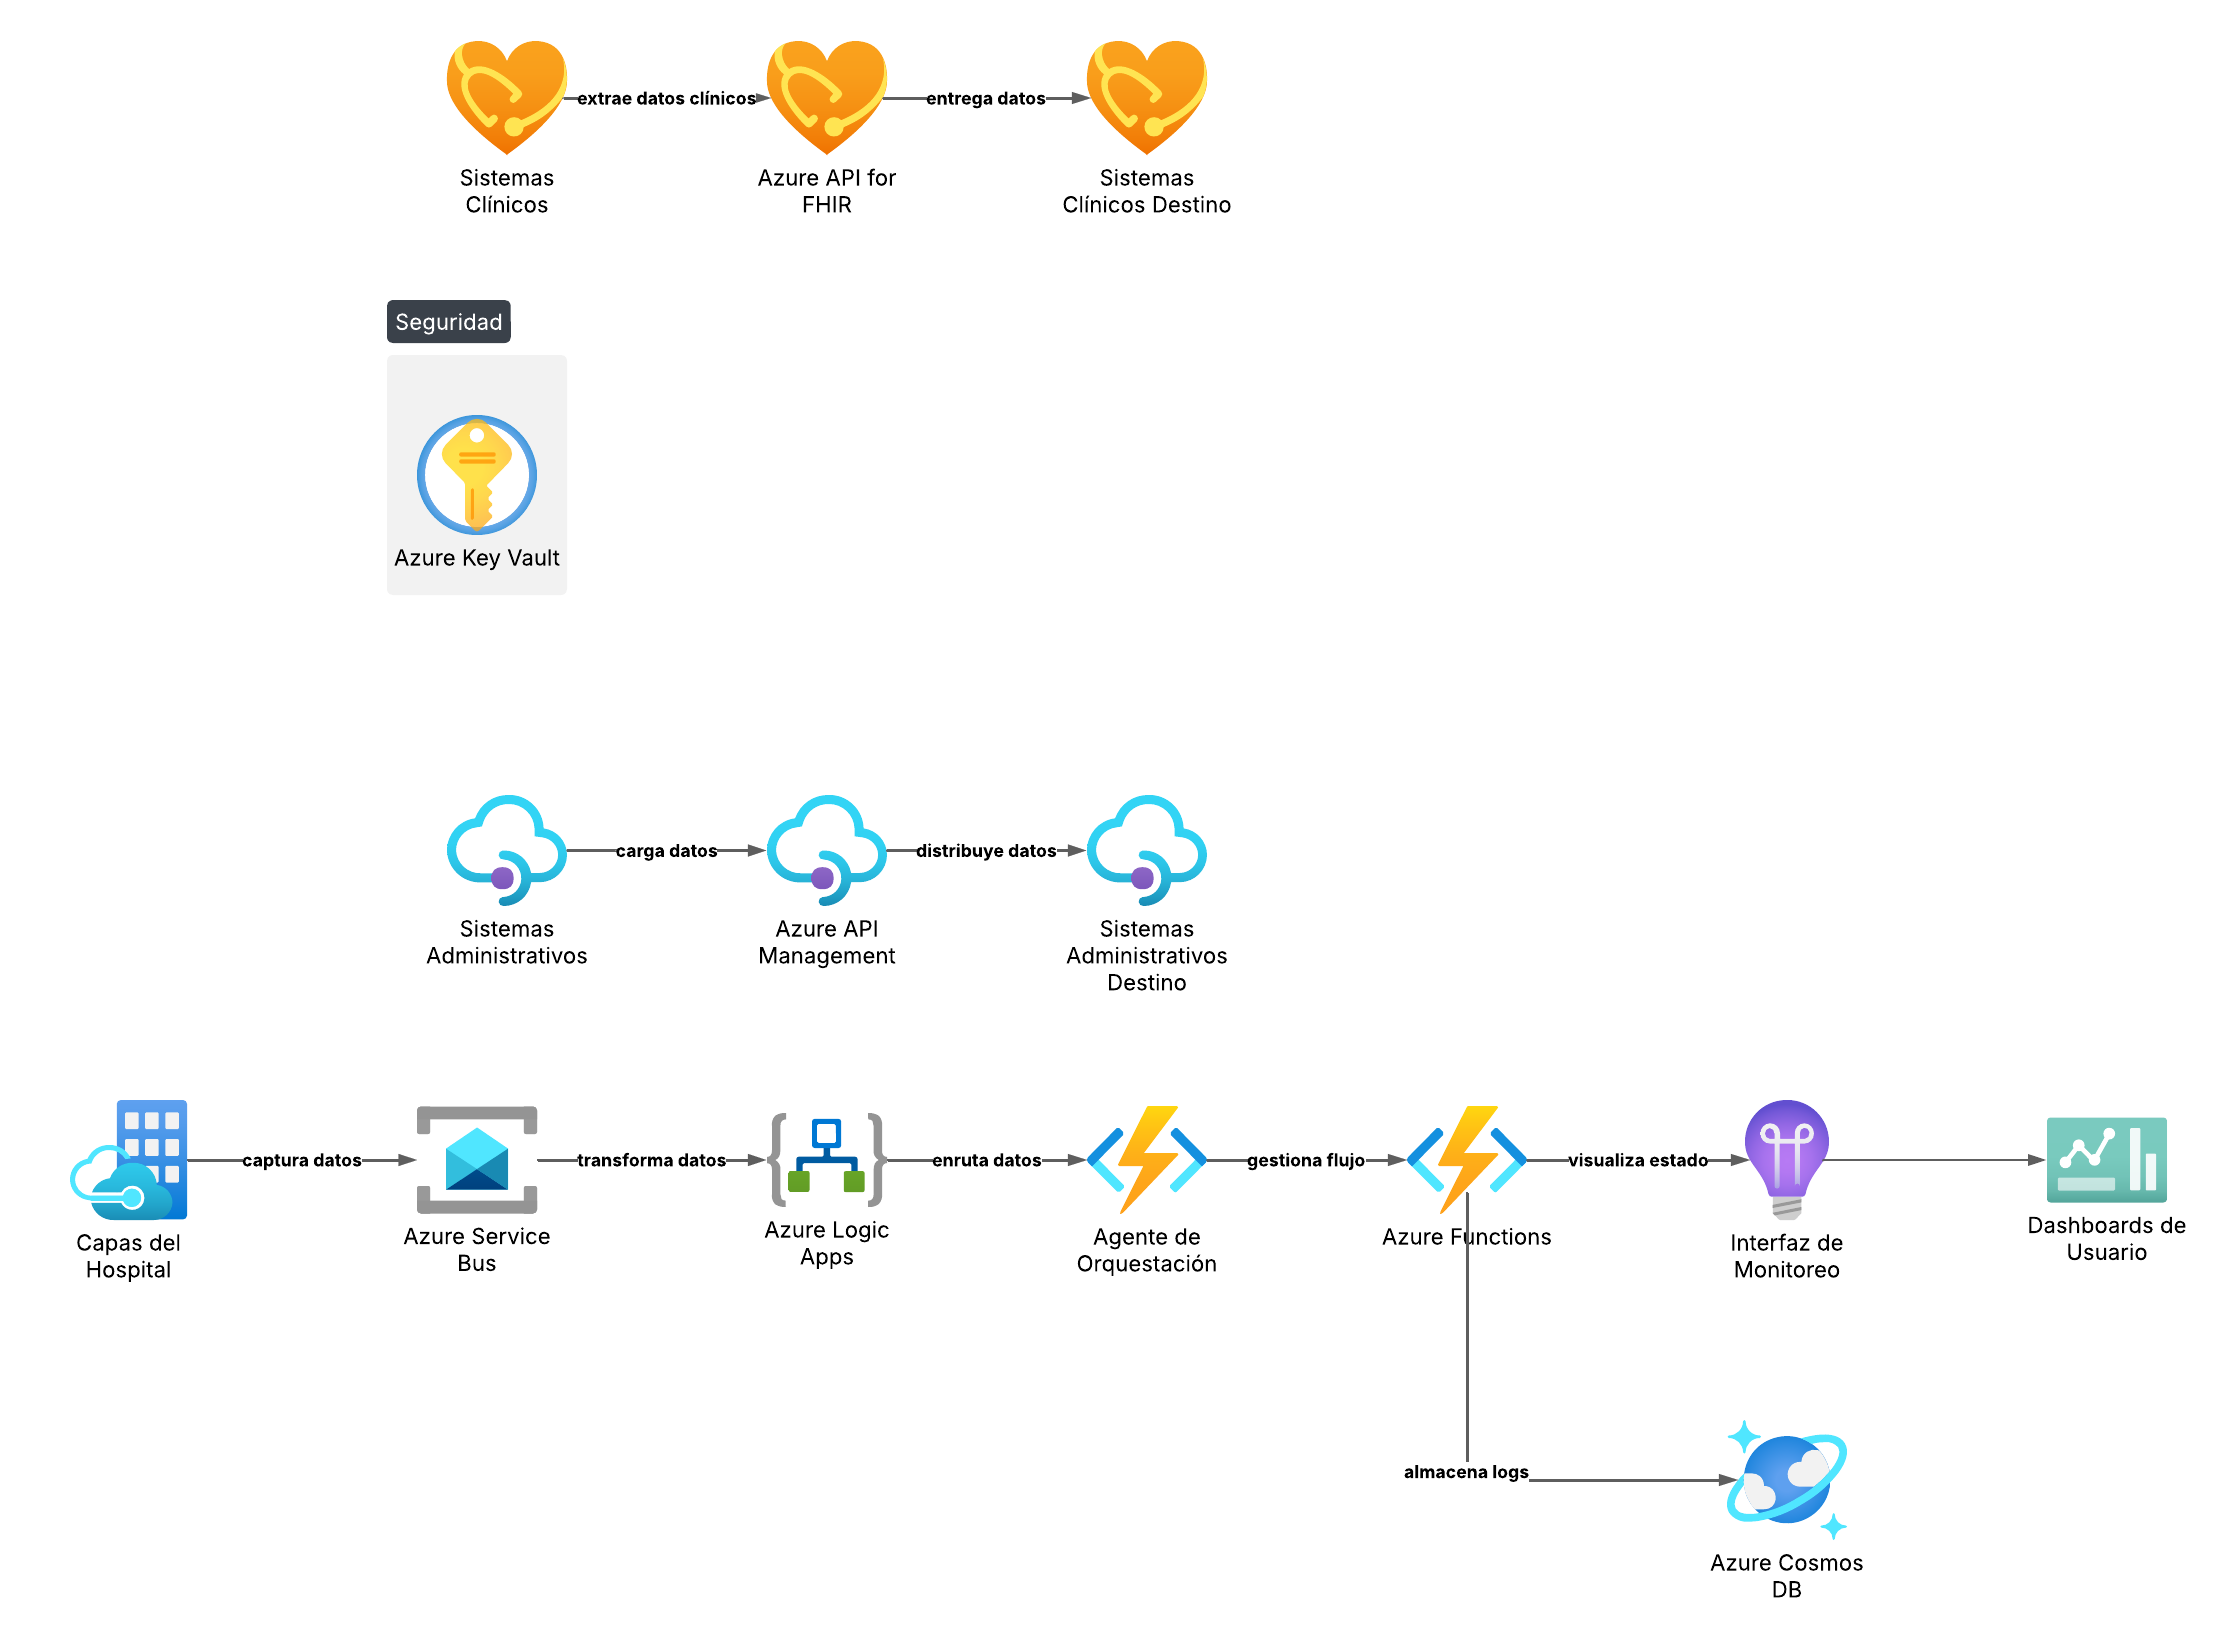 extrae datos clínicos
entrega datos
Sistemas
Clínicos
Azure API for
FHIR
Sistemas
Clínicos Destino
Seguridad
Azure Key Vault
carga datos
distribuye datos
Sistemas
Administrativos
Azure API
Management
Sistemas
Administrativos
Destino
captura datos
transforma datos
enruta datos
gestiona flujo
visualiza estado
Capas del
Hospital
Azure Service
Bus
Azure Logic
Apps
Agente de
Orquestación
Azure Functions
Interfaz de
Monitoreo
Dashboards de
Usuario
almacena logs
Azure Cosmos
DB